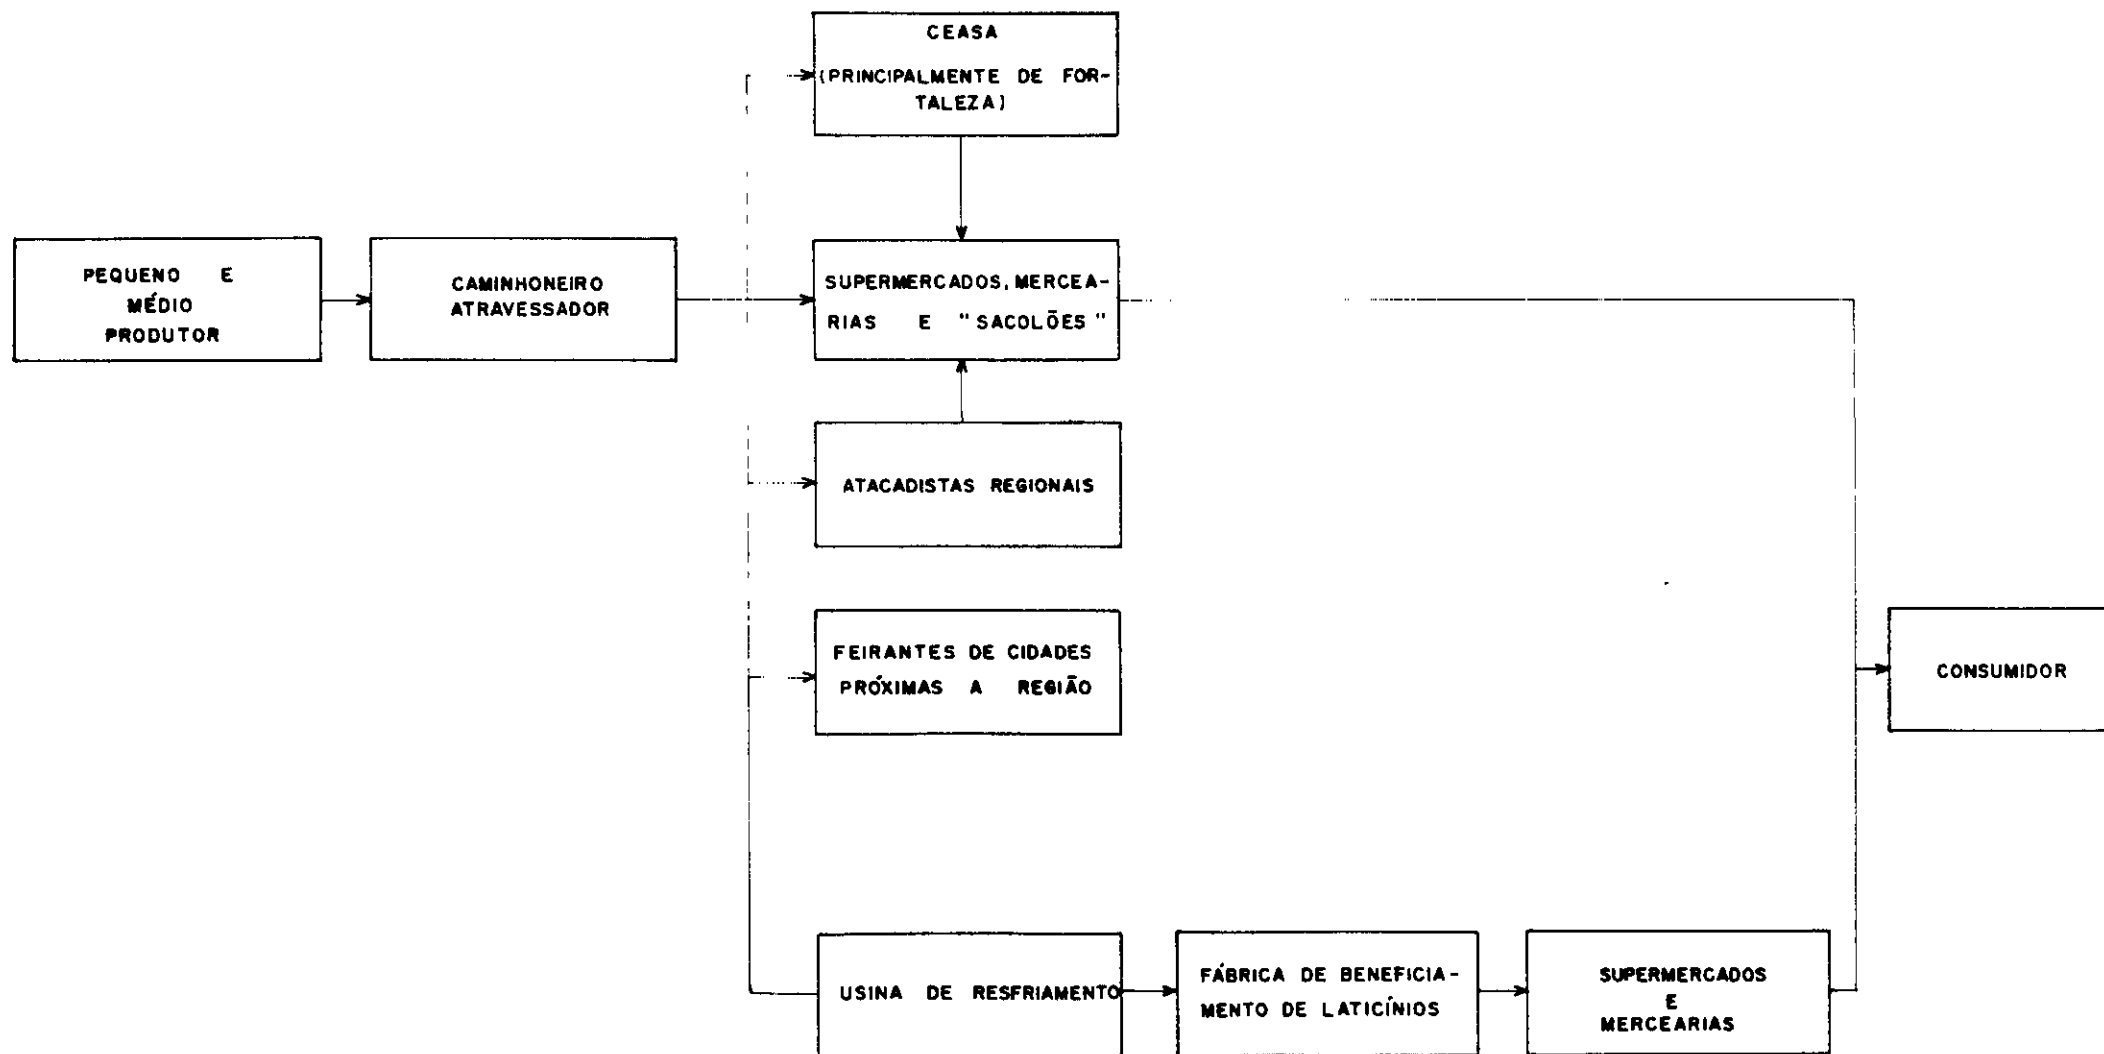 CEASA
(PRINCIPALMENTE DE FOR-
TALEZA)
PEQUENO E
MÉDIO
PRODUTOR
CAMINHONEIRO
ATRAVESSADOR
SUPERMERCADOS, MERCEA-
RIAS E "SACOLÕES"
ATACADISTAS REGIONAIS
FEIRANTES DE CIDADES
PRÓXIMAS A REGIÃO
CONSUMIDOR
USINA DE RESFRIAMENTO
FÁBRICA DE BENEFICIA-
MENTO DE LATICÍNIOS
SUPERMERCADOS
E
MERCEARIAS